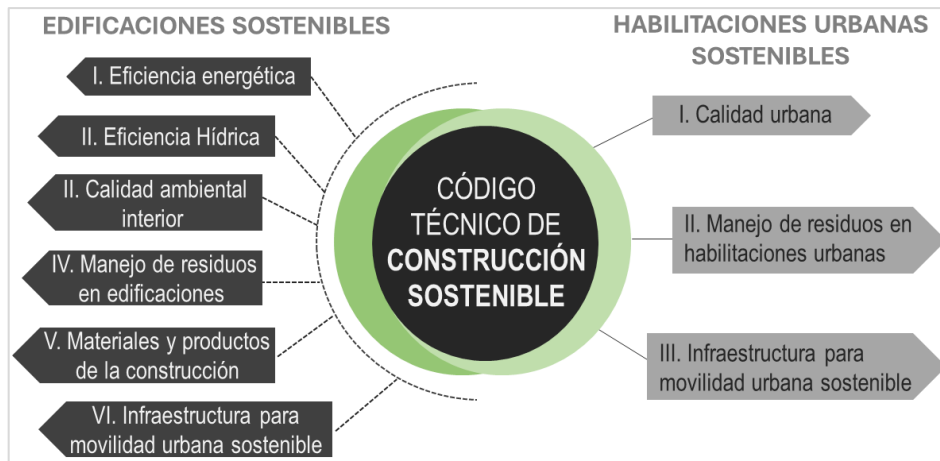 EDIFICACIONES SOSTENIBLES
I. Eficiencia energética
II. Eficiencia Hídrica
II. Calidad ambiental
interior
IV. Manejo de residuos
en edificaciones
V. Materiales y productos
de la construcción
VI. Infraestructura para
movilidad urbana sostenible
CÓDIGO
TÉCNICO DE
CONSTRUCCIÓN
SOSTENIBLE
HABILITACIONES URBANAS
SOSTENIBLES
I. Calidad urbana
II. Manejo de residuos en
habilitaciones urbanas
III. Infraestructura para
movilidad urbana sostenible